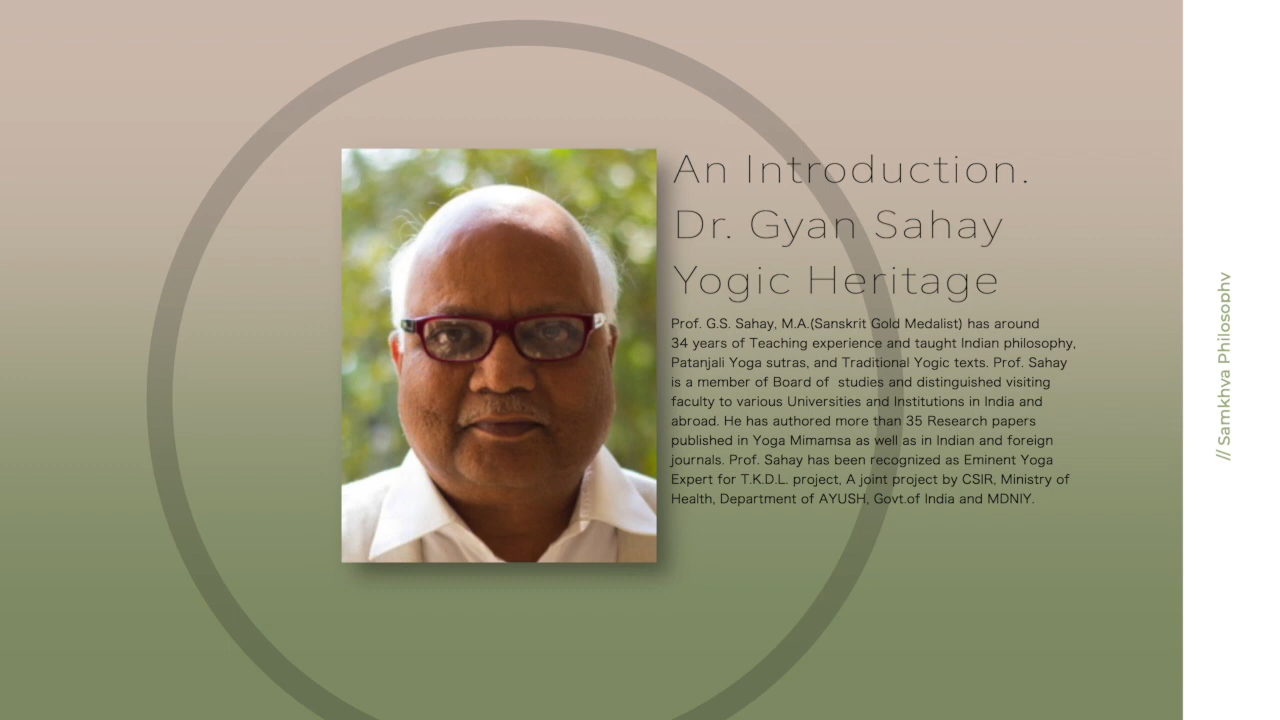 An Introduction.
Dr. Gyan Sahay
Yogic Heritage
Prof. G.S. Sahay, M.A.(Sanskrit Gold Medalist) has around
34 years of Teaching experience and taught Indian philosophy,
Patanjali Yoga sutras, and Traditional Yogic texts. Prof. Sahay
is a member of Board of  studies and distinguished visiting
faculty to various Universities and Institutions in India and
abroad. He has authored more than 35 Research papers
published in Yoga Mimamsa as well as in Indian and foreign
journals. Prof. Sahay has been recognized as Eminent Yoga
Expert for T.K.D.L. project, A joint project by CSIR, Ministry of
Health, Department of AYUSH, Govt.of India and MDNIY.
// Samkhya Philosophy